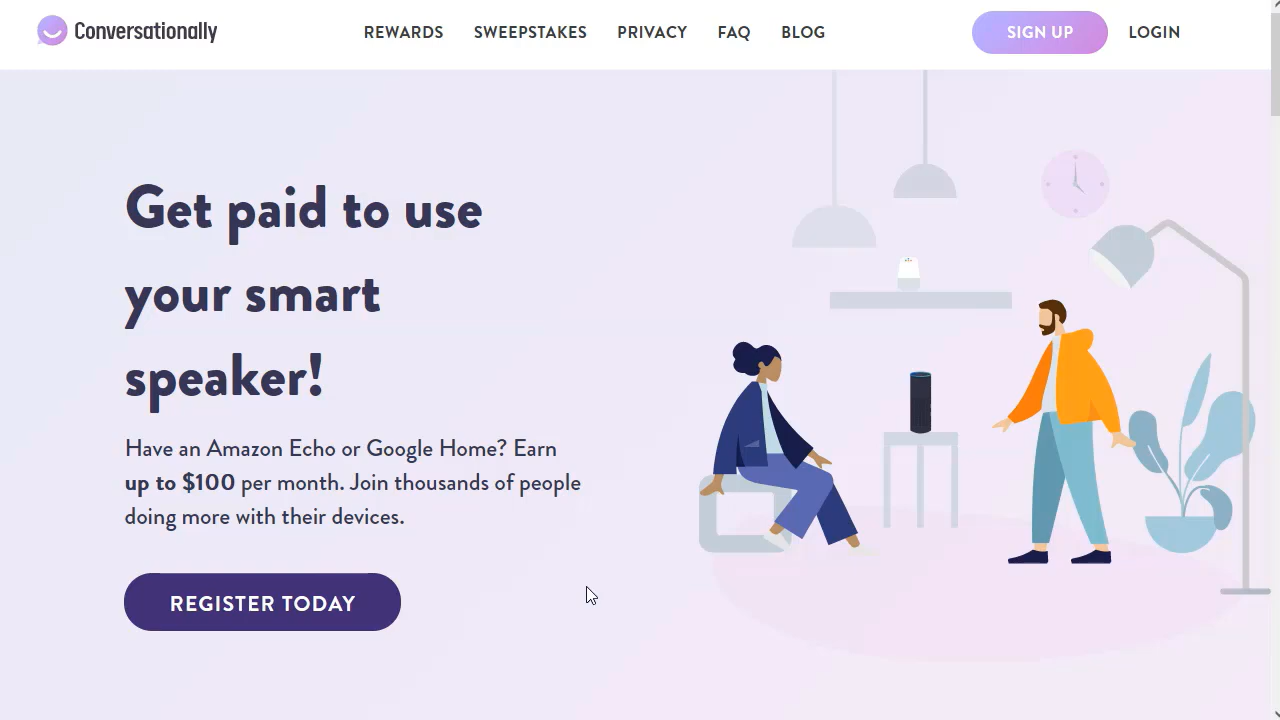 Conversationally
REWARDS
SWEEPSTAKES
PRIVACY
FAQ
BLOG
SIGN UP
LOGIN
Get paid to use
your smart
speaker!
Have an Amazon Echo or Google Home? Earn
up to $100 per month. Join thousands of people
doing more with their devices.
REGISTER TODAY